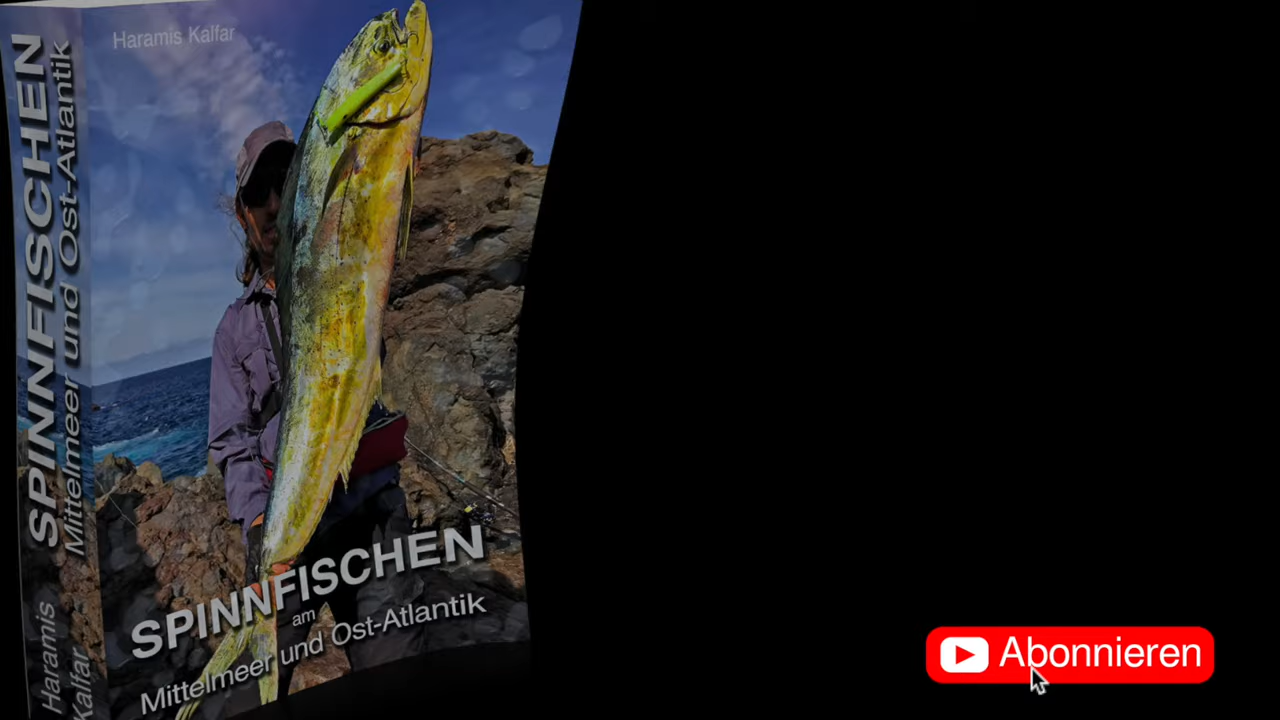 SPINNFISCHEN
Mittelmeer und Ost-Atlantik
Haramis
Kalfar
Haramis Kalfar
SPINNFISCHEN
am
Mittelmeer und Ost-Atlantik
Abonnieren